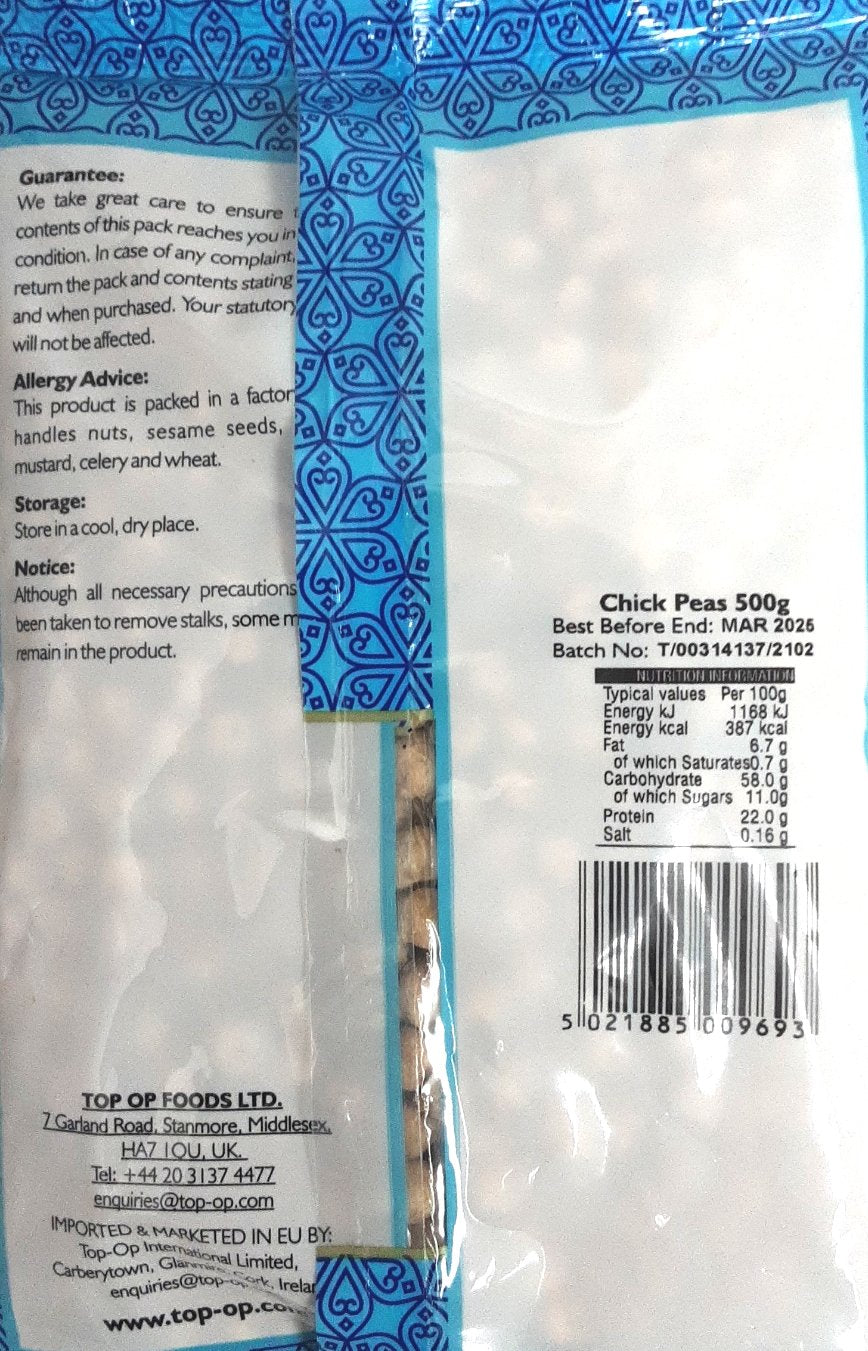 Guarantee:
We take great care to ensure
contents of this pack reaches you in
condition. In case of any complaint,
return the pack and contents stating
and when purchased. Your statutory
will not be affected.
Allergy Advice:
This product is packed in a factor
handles nuts, sesame seeds,
mustard, celery and wheat.
Storage:
Store in a cool, dry place.
Notice:
Although all necessary precautions
been taken to remove stalks, some m
remain in the product.
TOP OP FOODS LTD.
7 Garland Road, Stanmore, Middlesex,
HA7 1QU, UK.
Tel: +44 20 3137 4477
enquiries@top-op.com
IMPORTED & MARKETED IN EU BY:
Top-Op International Limited,
Carberytown, Glanmire, Cork, Irelan
enquiries@top-op
www.top-op.co
Chick Peas 500g
Best Before End: MAR 2026
Batch No: T/00314137/2102
NUTRITION INFORMATION
Typical values Per 100g
Energy kJ 1168 kJ
Energy kcal 387 kcal
Fat 6.7 g
of which Saturates 0.7 g
Carbohydrate 58.0 g
of which Sugars 11.0g
Protein 22.0 g
Salt 0.16 g
5 021885 009693